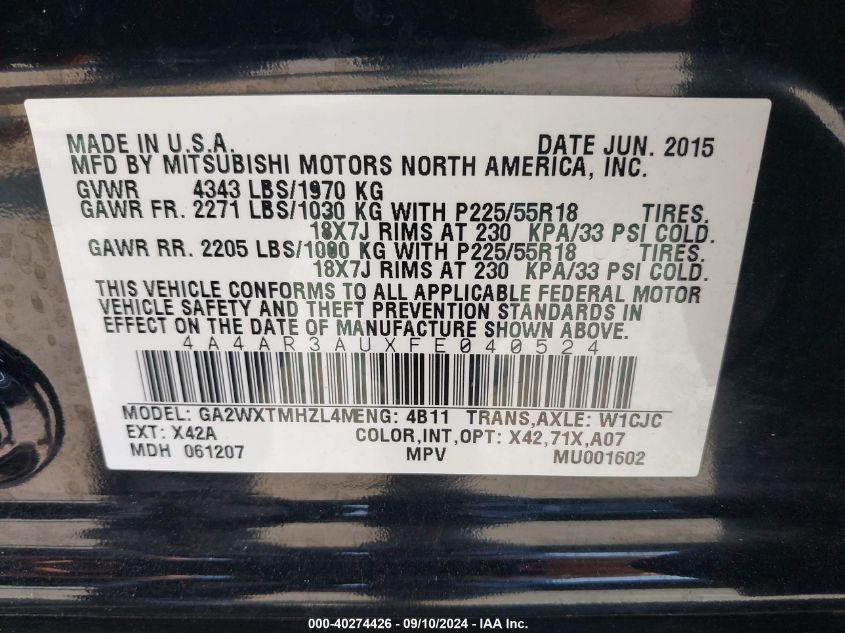 MADE IN U.S.A. DATE JUN. 2015
MFD BY MITSUBISHI MOTORS NORTH AMERICA, INC.
GVWR 4343 LBS/1970 KG
GAWR FR. 2271 LBS/1030 KG WITH P225/55R18 TIRES.
18X7J RIMS AT 230 KPA/33 PSI COLD.
GAWR RR. 2205 LBS/1000 KG WITH P225/55R18 TIRES.
18X7J RIMS AT 230 KPA/33 PSI COLD.
THIS VEHICLE CONFORMS TO ALL APPLICABLE FEDERAL MOTOR
VEHICLE SAFETY AND THEFT PREVENTION STANDARDS IN
EFFECT ON THE DATE OF MANUFACTURE SHOWN ABOVE.
4A4AR3AUXFE040524
MODEL: GA2WXTMHZL4M ENG: 4B11 TRANS,AXLE: W1CJC
EXT: X42A COLOR,INT,OPT: X42,71X,A07
MDH 061207 MPV MU001602
000-40274426 - 09/10/2024 - IAA Inc.